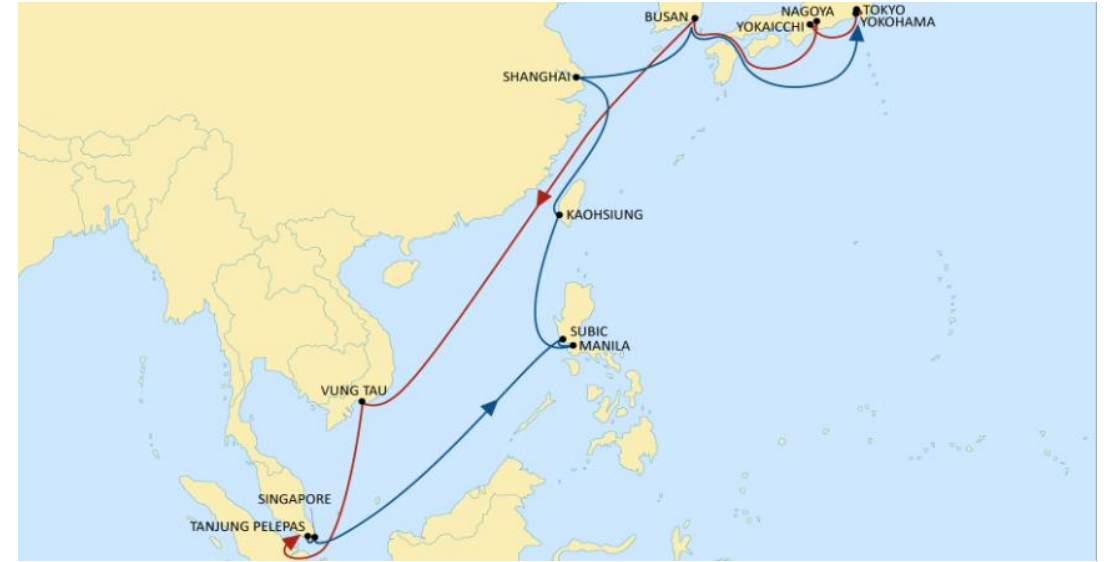 BUSAN
NAGOYA
TOKYO
YOKAICCHI
YOKOHAMA
SHANGHAI
KAOHSIUNG
SUBIC
MANILA
VUNG TAU
SINGAPORE
TANJUNG PELEPAS